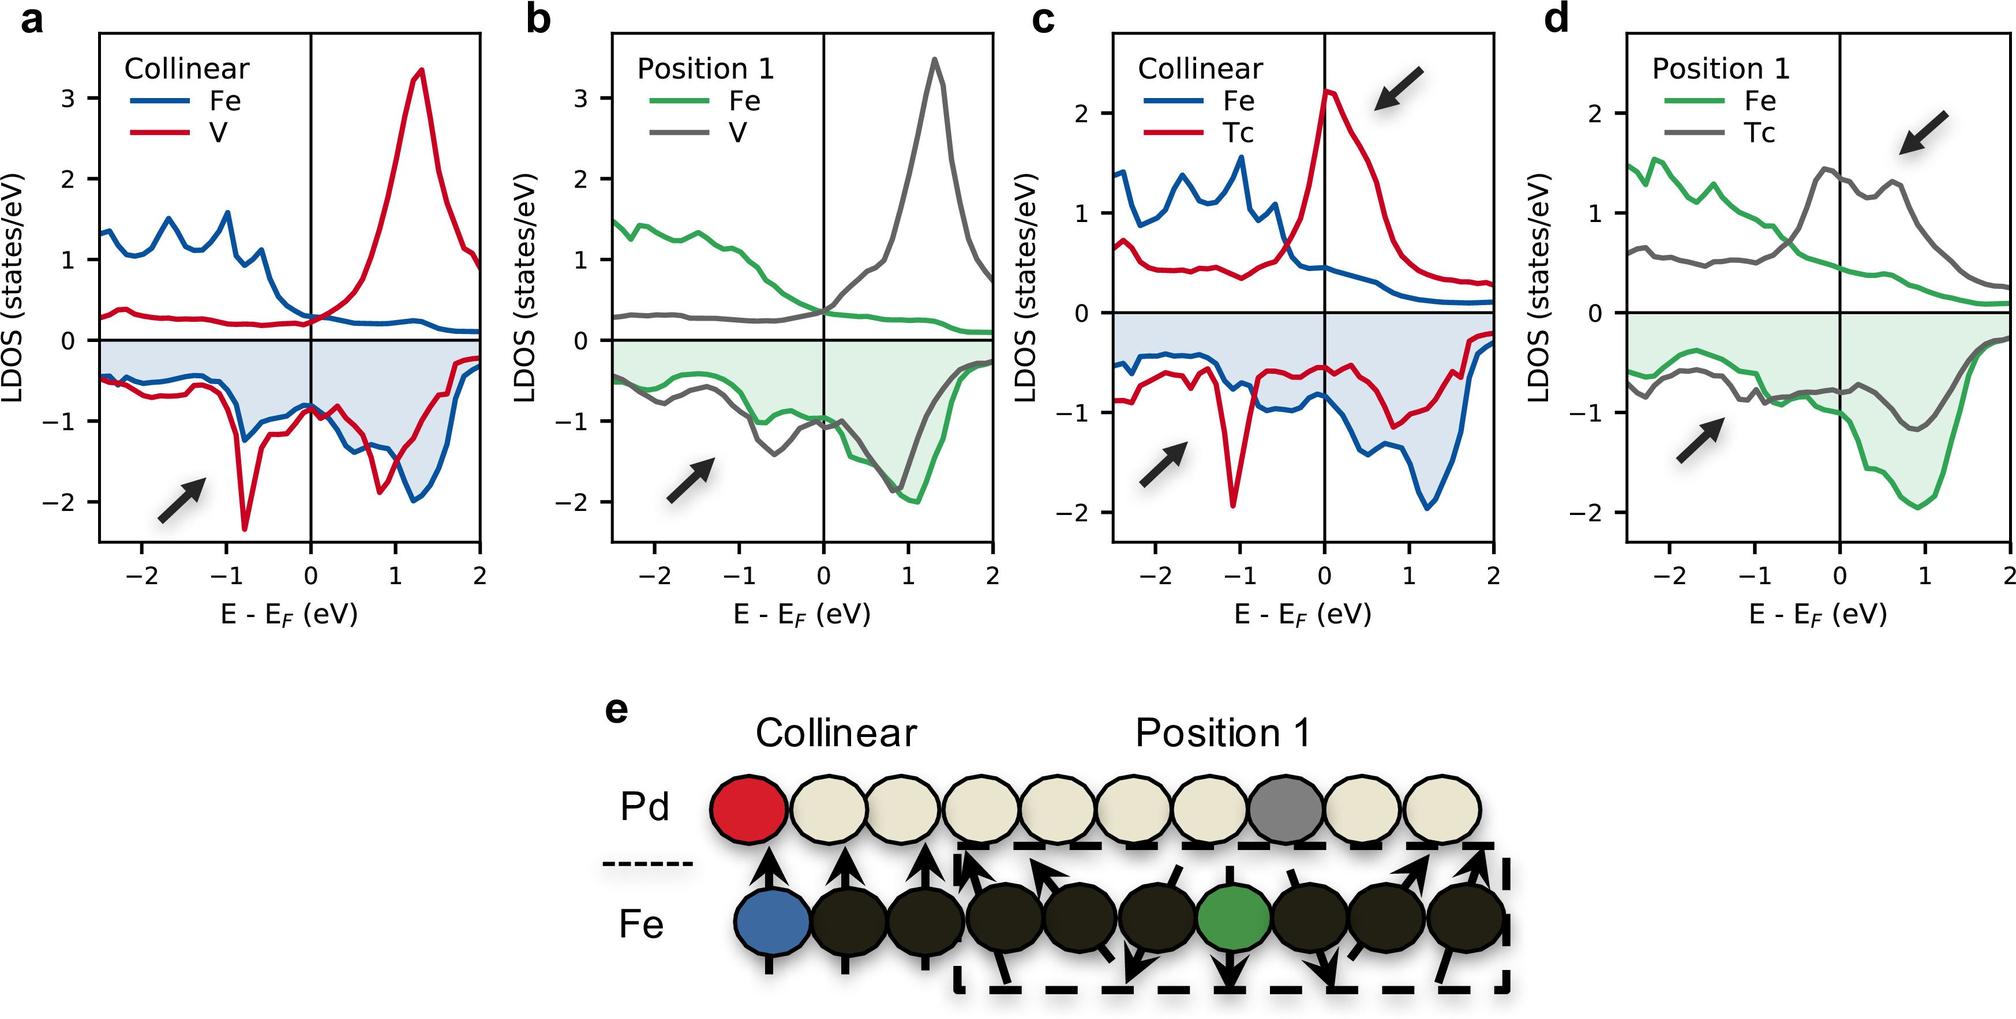 a
Collinear
Fe
V
3
2
1
0
−1
−2
LDOS (states/eV)
−2 −1 0 1 2
E - E_F (eV)
b
Position 1
Fe
V
3
2
1
0
−1
−2
LDOS (states/eV)
−2 −1 0 1 2
E - E_F (eV)
c
Collinear
Fe
Tc
2
1
0
−1
−2
LDOS (states/eV)
−2 −1 0 1 2
E - E_F (eV)
d
Position 1
Fe
Tc
2
1
0
−1
−2
LDOS (states/eV)
−2 −1 0 1 2
E - E_F (eV)
e
Collinear Position 1
Pd
Fe